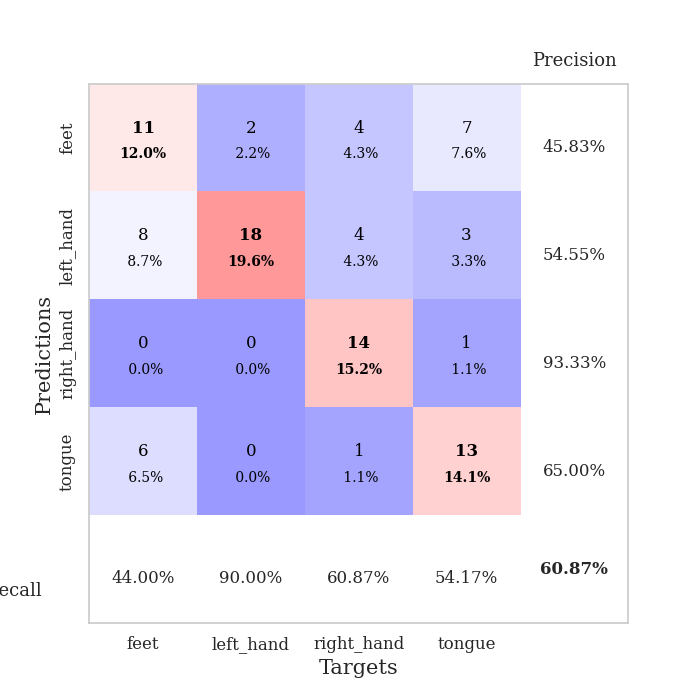 Precision
feet
11 2 4 7
12.0% 2.2% 4.3% 7.6%
45.83%
left_hand
8 18 4 3
8.7% 19.6% 4.3% 3.3%
54.55%
Predictions
right_hand
0 0 14 1
0.0% 0.0% 15.2% 1.1%
93.33%
tongue
6 0 1 13
6.5% 0.0% 1.1% 14.1%
65.00%
ecall
44.00% 90.00% 60.87% 54.17% 60.87%
feet left_hand right_hand tongue
Targets